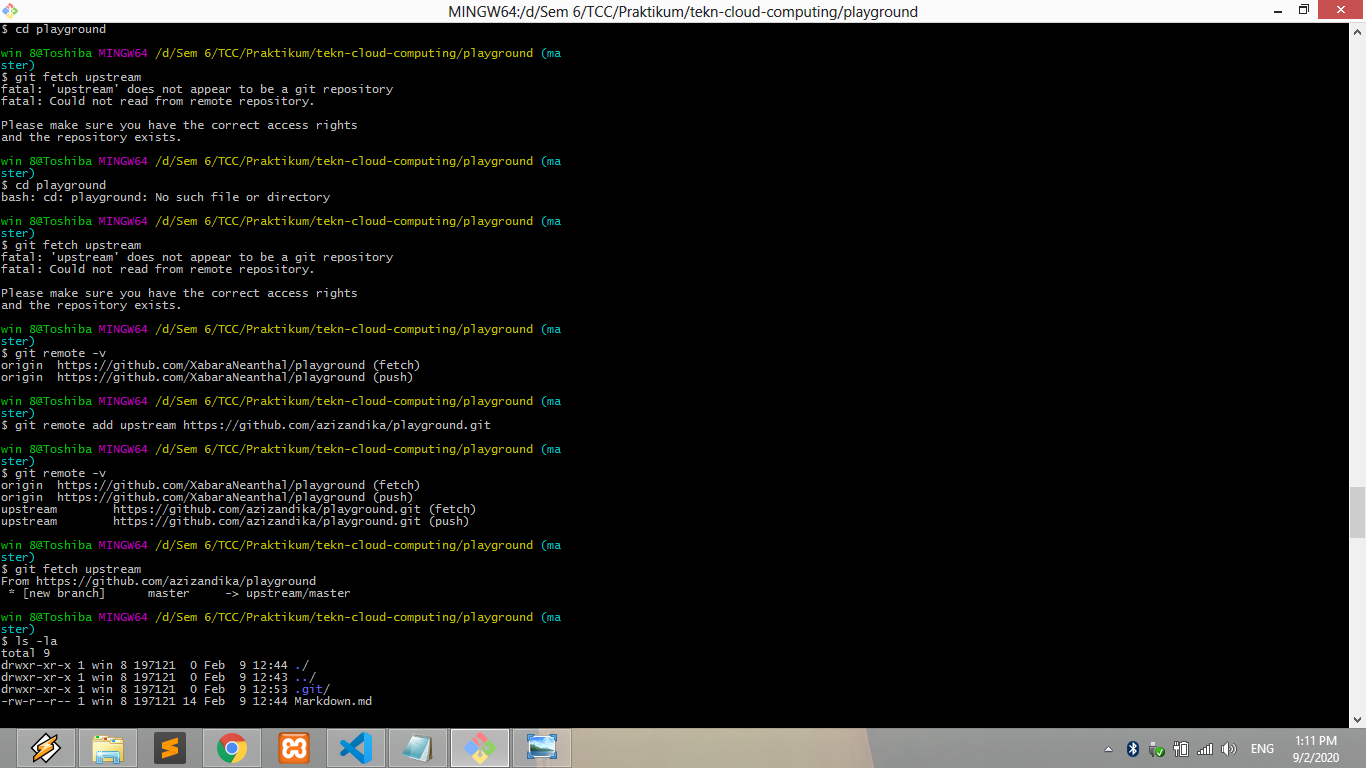 MINGW64:/d/Sem 6/TCC/Praktikum/tekn-cloud-computing/playground
$ cd playground
win 8@Toshiba MINGW64 /d/Sem 6/TCC/Praktikum/tekn-cloud-computing/playground (ma
ster)
$ git fetch upstream
fatal: 'upstream' does not appear to be a git repository
fatal: Could not read from remote repository.
Please make sure you have the correct access rights
and the repository exists.
win 8@Toshiba MINGW64 /d/Sem 6/TCC/Praktikum/tekn-cloud-computing/playground (ma
ster)
$ cd playground
bash: cd: playground: No such file or directory
win 8@Toshiba MINGW64 /d/Sem 6/TCC/Praktikum/tekn-cloud-computing/playground (ma
ster)
$ git fetch upstream
fatal: 'upstream' does not appear to be a git repository
fatal: Could not read from remote repository.
Please make sure you have the correct access rights
and the repository exists.
win 8@Toshiba MINGW64 /d/Sem 6/TCC/Praktikum/tekn-cloud-computing/playground (ma
ster)
$ git remote -v
origin  https://github.com/XabaraNeanthal/playground (fetch)
origin  https://github.com/XabaraNeanthal/playground (push)
win 8@Toshiba MINGW64 /d/Sem 6/TCC/Praktikum/tekn-cloud-computing/playground (ma
ster)
$ git remote add upstream https://github.com/azizandika/playground.git
win 8@Toshiba MINGW64 /d/Sem 6/TCC/Praktikum/tekn-cloud-computing/playground (ma
ster)
$ git remote -v
origin  https://github.com/XabaraNeanthal/playground (fetch)
origin  https://github.com/XabaraNeanthal/playground (push)
upstream        https://github.com/azizandika/playground.git (fetch)
upstream        https://github.com/azizandika/playground.git (push)
win 8@Toshiba MINGW64 /d/Sem 6/TCC/Praktikum/tekn-cloud-computing/playground (ma
ster)
$ git fetch upstream
From https://github.com/azizandika/playground
 * [new branch]      master     -> upstream/master
win 8@Toshiba MINGW64 /d/Sem 6/TCC/Praktikum/tekn-cloud-computing/playground (ma
ster)
$ ls -la
total 9
drwxr-xr-x 1 win 8 197121  0 Feb  9 12:44 ./
drwxr-xr-x 1 win 8 197121  0 Feb  9 12:43 ../
drwxr-xr-x 1 win 8 197121  0 Feb  9 12:53 .git/
-rw-r--r-- 1 win 8 197121 14 Feb  9 12:44 Markdown.md
ENG
1:11 PM
9/2/2020